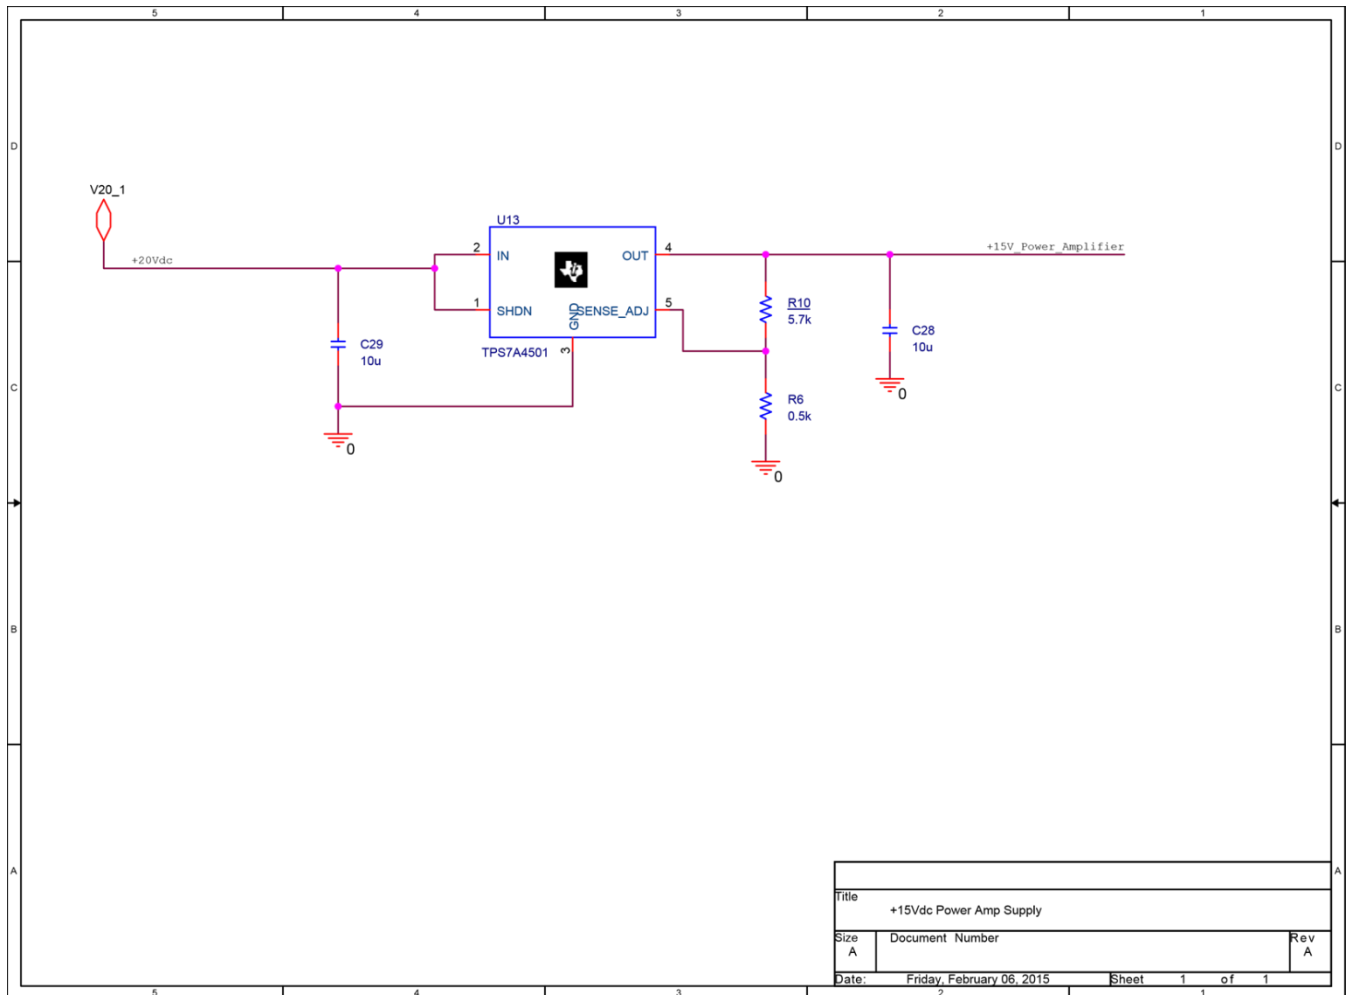 5 4 3 2 1
D D
V20_1
U13
+20Vdc
2 IN
OUT 4
+15V_Power_Amplifier
1 SHDN
GND
SENSE_ADJ 5
3
TPS7A4501
R10
5.7k
C28
10u
C29
10u
0
C C
R6
0.5k
0
0
B B
A A
Title
+15Vdc Power Amp Supply
Size
A
Document Number
Rev
A
Date: Friday, February 06, 2015 Sheet 1 of 1
5 4 3 2 1